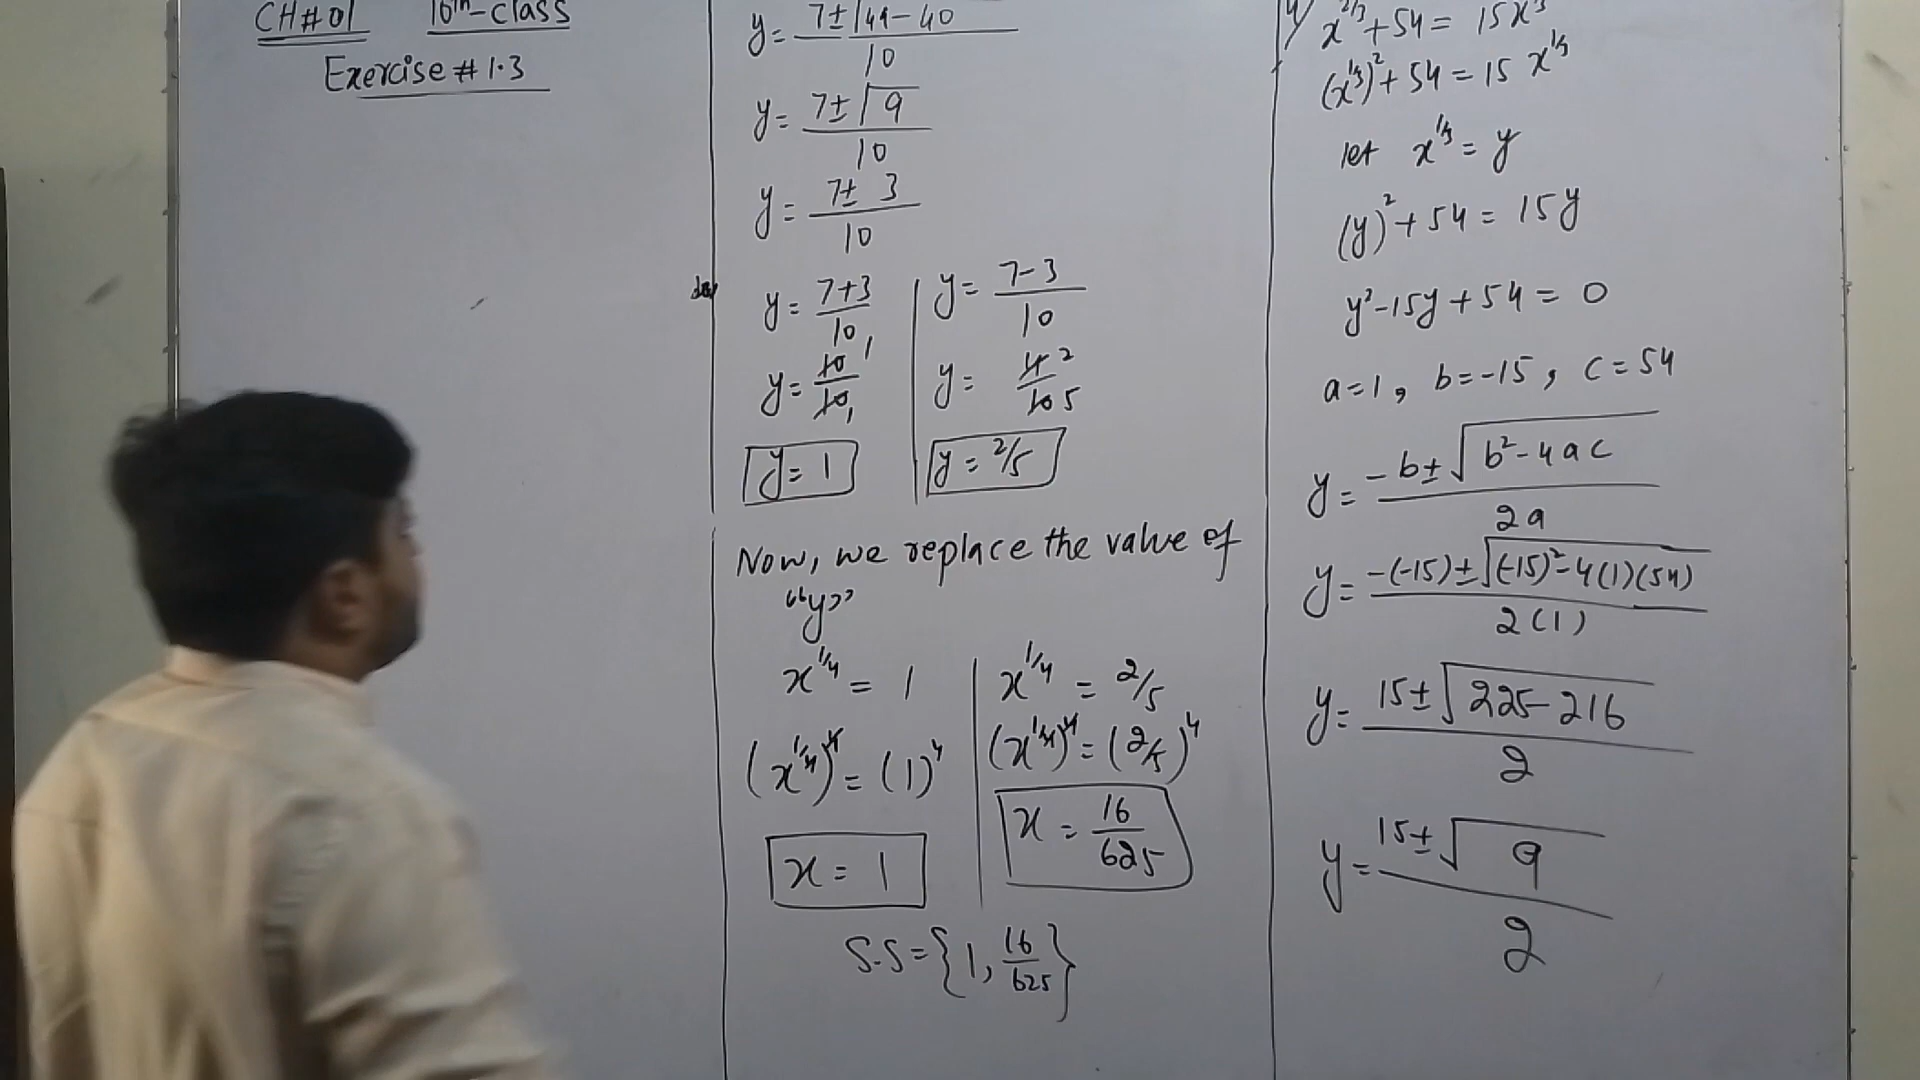 CH#01 10th-class
Exercise # 1.3
y = 7±√49-40 / 10
y = 7±√9 / 10
y = 7± 3 / 10
y = 7+3 / 10 | y = 7-3 / 10
y = 10 1 / 10 1 | y = 4 2 / 10 5
y = 1 | y = 2/5
Now, we replace the value of
"y"
x^1/4 = 1 | x^1/4 = 2/5
(x^1/4)^4 = (1)^4 | (x^1/4)^4 = (2/5)^4
x = 1 | x = 16/625
S.S = {1, 16/625}
x^2/3 + 54 = 15x^1/3
(x^1/3)^2 + 54 = 15 x^1/3
let x^1/3 = y
(y)^2 + 54 = 15y
y² - 15y + 54 = 0
a=1, b=-15, c=54
y = -b±√b²-4ac / 2a
y = -(-15)±√(-15)²-4(1)(54) / 2(1)
y = 15±√225-216 / 2
y = 15±√9 / 2